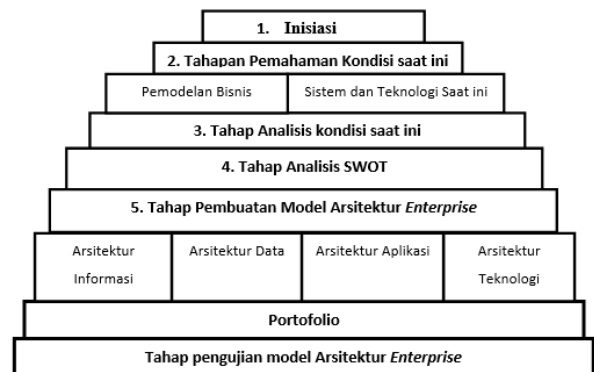 1. Inisiasi
2. Tahapan Pemahaman Kondisi saat ini
Pemodelan Bisnis
Sistem dan Teknologi Saat ini
3. Tahap Analisis kondisi saat ini
4. Tahap Analisis SWOT
5. Tahap Pembuatan Model Arsitektur Enterprise
Arsitektur
Informasi
Arsitektur Data
Arsitektur Aplikasi
Arsitektur
Teknologi
Portofolio
Tahap pengujian model Arsitektur Enterprise